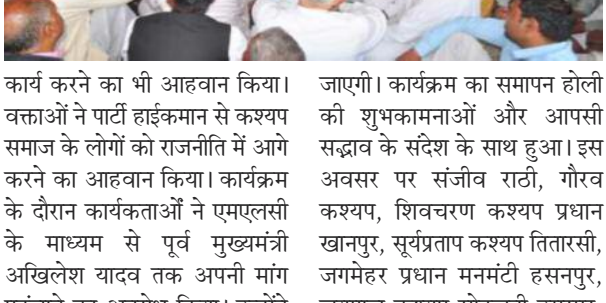 कार्य करने का भी आहवान किया।
वक्ताओं ने पार्टी हाईकमान से कश्यप
समाज के लोगों को राजनीति में आगे
करने का आहवान किया। कार्यक्रम
के दौरान कार्यकताओं ने एमएलसी
के माध्यम से पूर्व मुख्यमंत्री
अखिलेश यादव तक अपनी मांग
जाएगी। कार्यक्रम का समापन होली
की शुभकामनाओं और आपसी
सद्भाव के संदेश के साथ हुआ। इस
अवसर पर संजीव राठी, गौरव
कश्यप, शिवचरण कश्यप प्रधान
खानपुर, सूर्यप्रताप कश्यप तितारसी,
जगमेहर प्रधान मनमंटी हसनपुर,